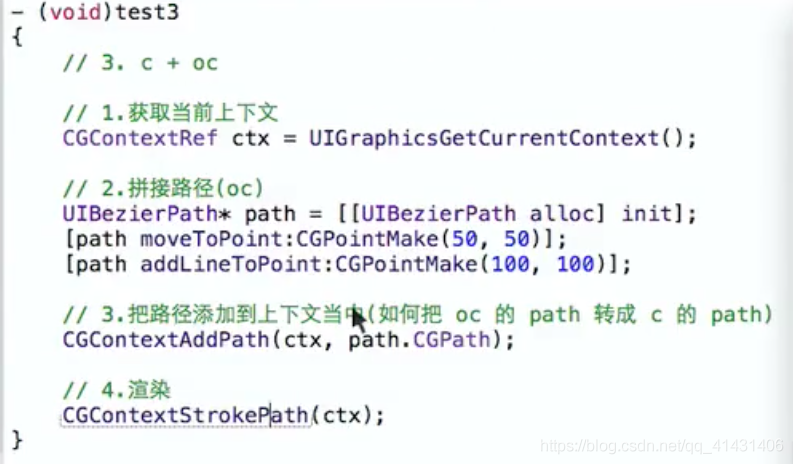 - (void)test3
{
// 3. c + oc
// 1.获取当前上下文
CGContextRef ctx = UIGraphicsGetCurrentContext();
// 2.拼接路径(oc)
UIBezierPath* path = [[UIBezierPath alloc] init];
[path moveToPoint:CGPointMake(50, 50)];
[path addLineToPoint:CGPointMake(100, 100)];
// 3.把路径添加到上下文当中(如何把 oc 的 path 转成 c 的 path)
CGContextAddPath(ctx, path.CGPath);
// 4.渲染
CGContextStrokePath(ctx);
}
https://blog.csdn.net/qq_41431406